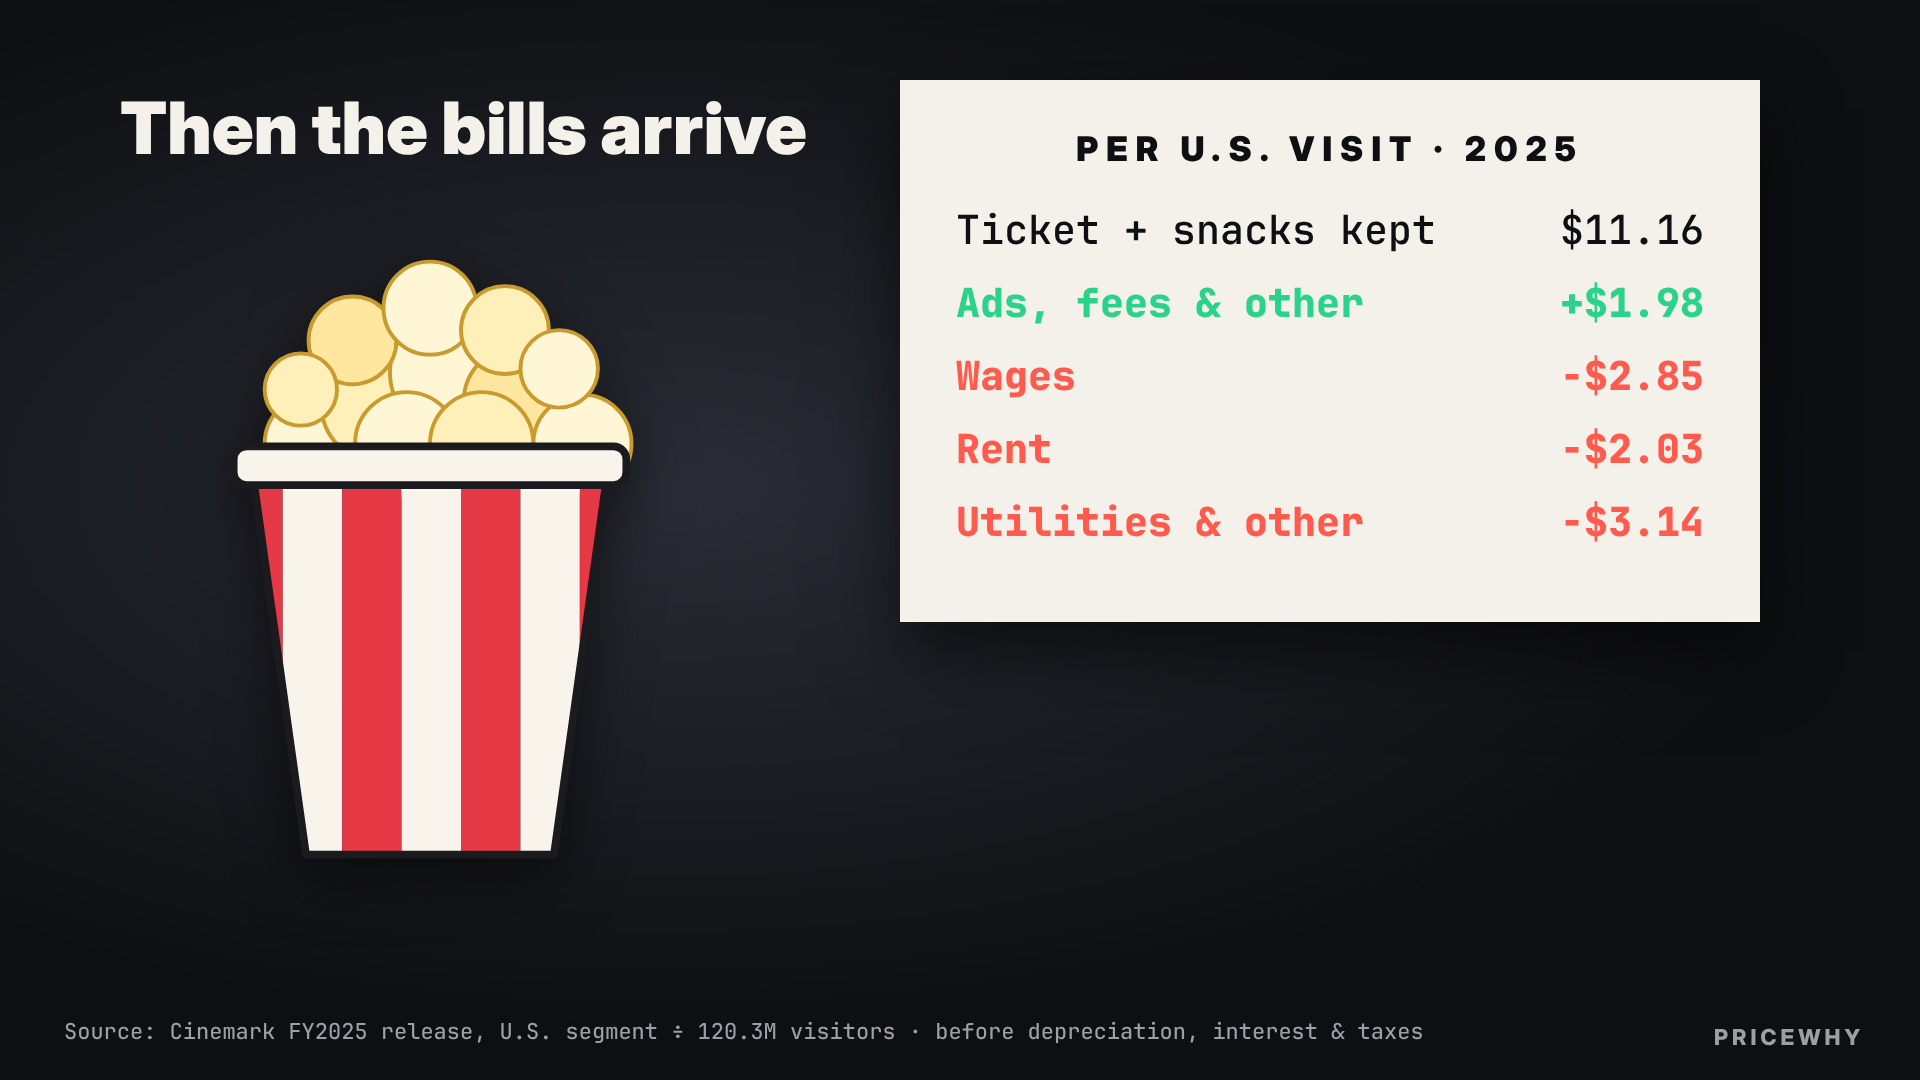 Then the bills arrive
PER U.S. VISIT · 2025
Ticket + snacks kept $11.16
Ads, fees & other +$1.98
Wages -$2.85
Rent -$2.03
Utilities & other -$3.14
Source: Cinemark FY2025 release, U.S. segment ÷ 120.3M visitors · before depreciation, interest & taxes
PRICEWHY